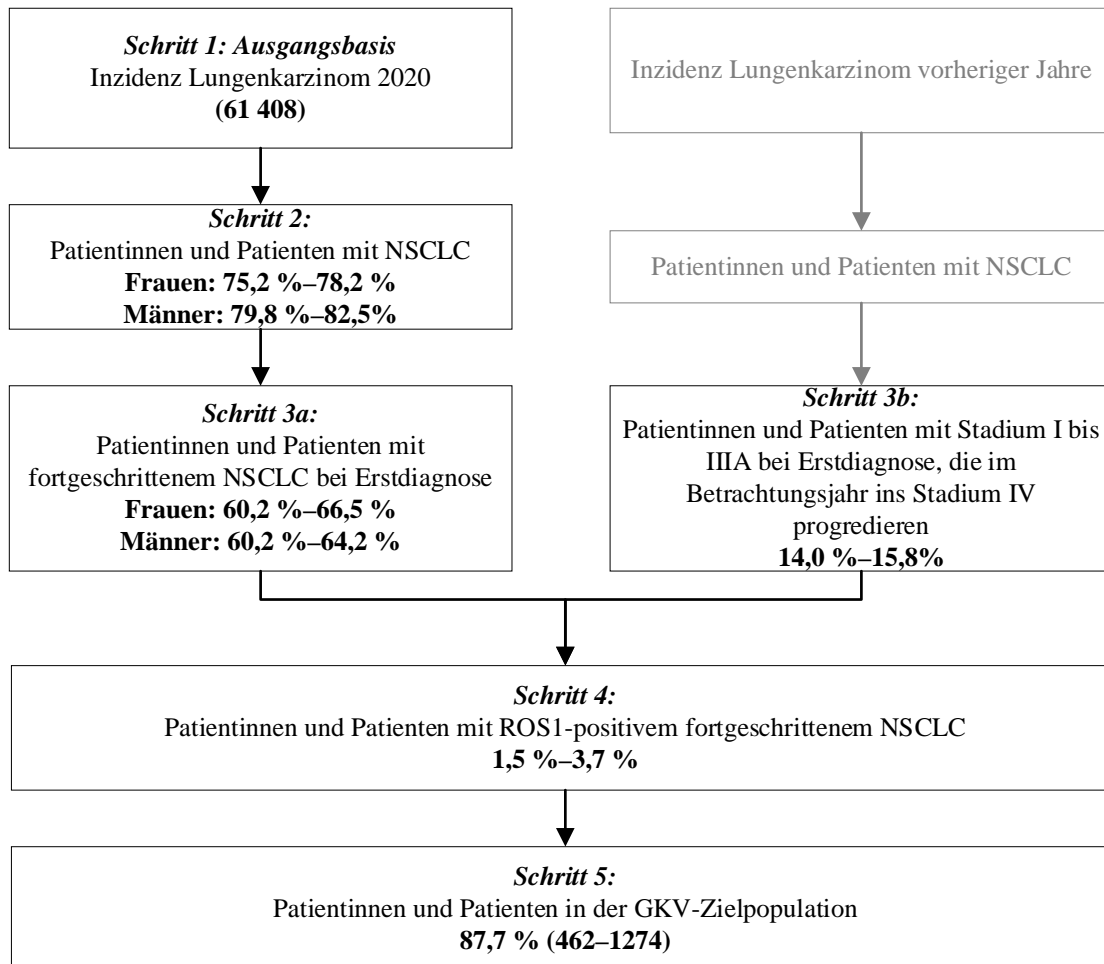 Schritt 1: Ausgangsbasis
Inzidenz Lungenkarzinom 2020
(61 408)
Inzidenz Lungenkarzinom vorheriger Jahre
Schritt 2:
Patientinnen und Patienten mit NSCLC
Frauen: 75,2 %–78,2 %
Männer: 79,8 %–82,5%
Patientinnen und Patienten mit NSCLC
Schritt 3a:
Patientinnen und Patienten mit
fortgeschrittenem NSCLC bei Erstdiagnose
Frauen: 60,2 %–66,5 %
Männer: 60,2 %–64,2 %
Schritt 3b:
Patientinnen und Patienten mit Stadium I bis
IIIA bei Erstdiagnose, die im
Betrachtungsjahr ins Stadium IV
progredieren
14,0 %–15,8%
Schritt 4:
Patientinnen und Patienten mit ROS1-positivem fortgeschrittenem NSCLC
1,5 %–3,7 %
Schritt 5:
Patientinnen und Patienten in der GKV-Zielpopulation
87,7 % (462–1274)